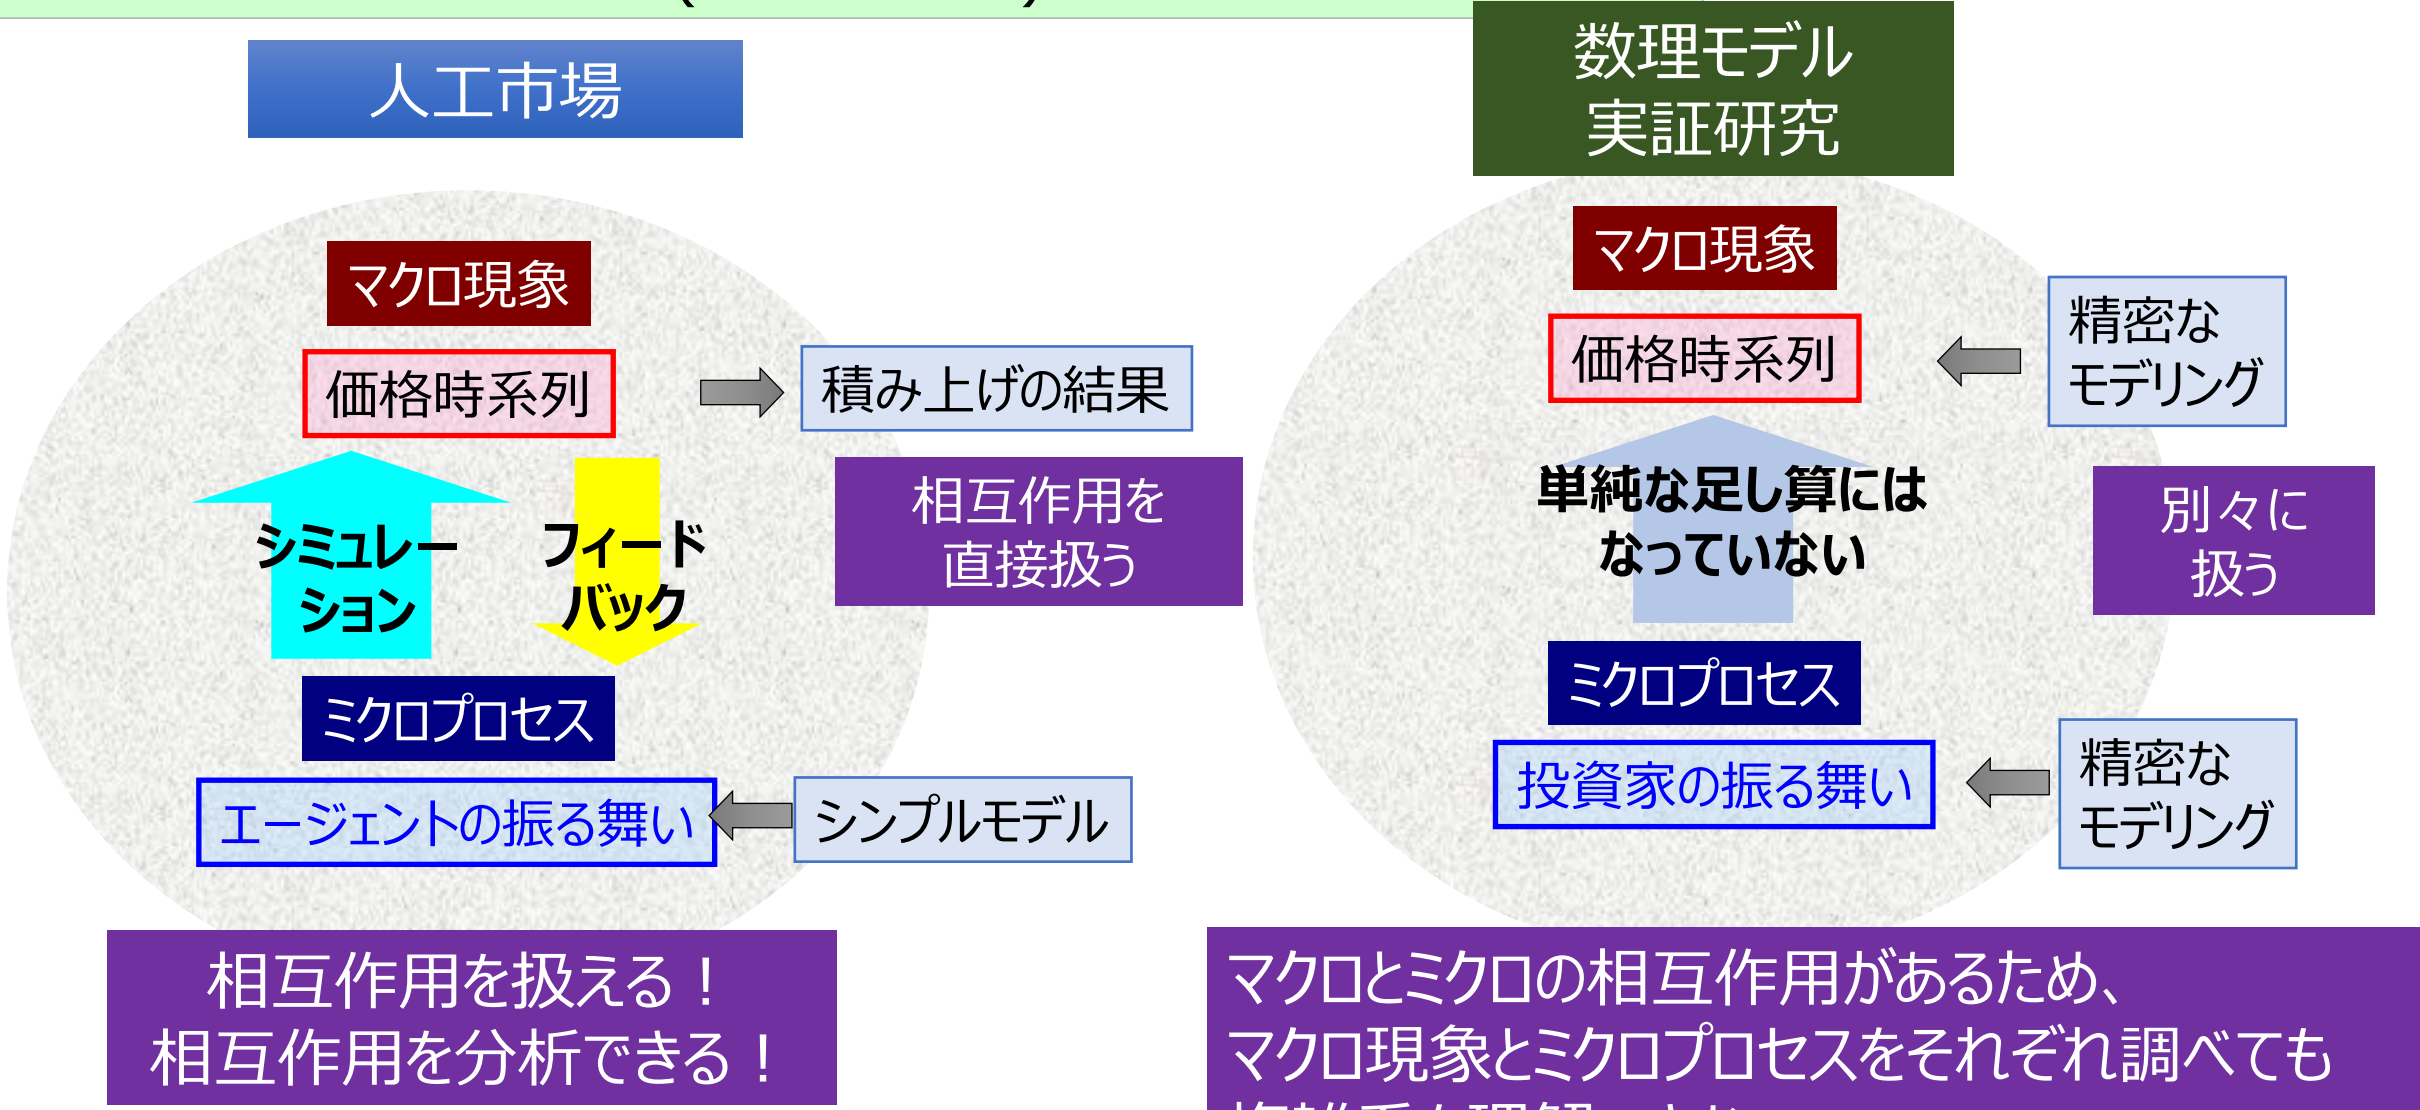 人工市場
マクロ現象
価格時系列
積み上げの結果
シミュレー
ション
フィード
バック
相互作用を
直接扱う
ミクロプロセス
エージェントの振る舞い
シンプルモデル
相互作用を扱える！
相互作用を分析できる！
数理モデル
実証研究
マクロ現象
価格時系列
精密な
モデリング
単純な足し算には
なっていない
別々に
扱う
ミクロプロセス
投資家の振る舞い
精密な
モデリング
マクロとミクロの相互作用があるため、
マクロ現象とミクロプロセスをそれぞれ調べても